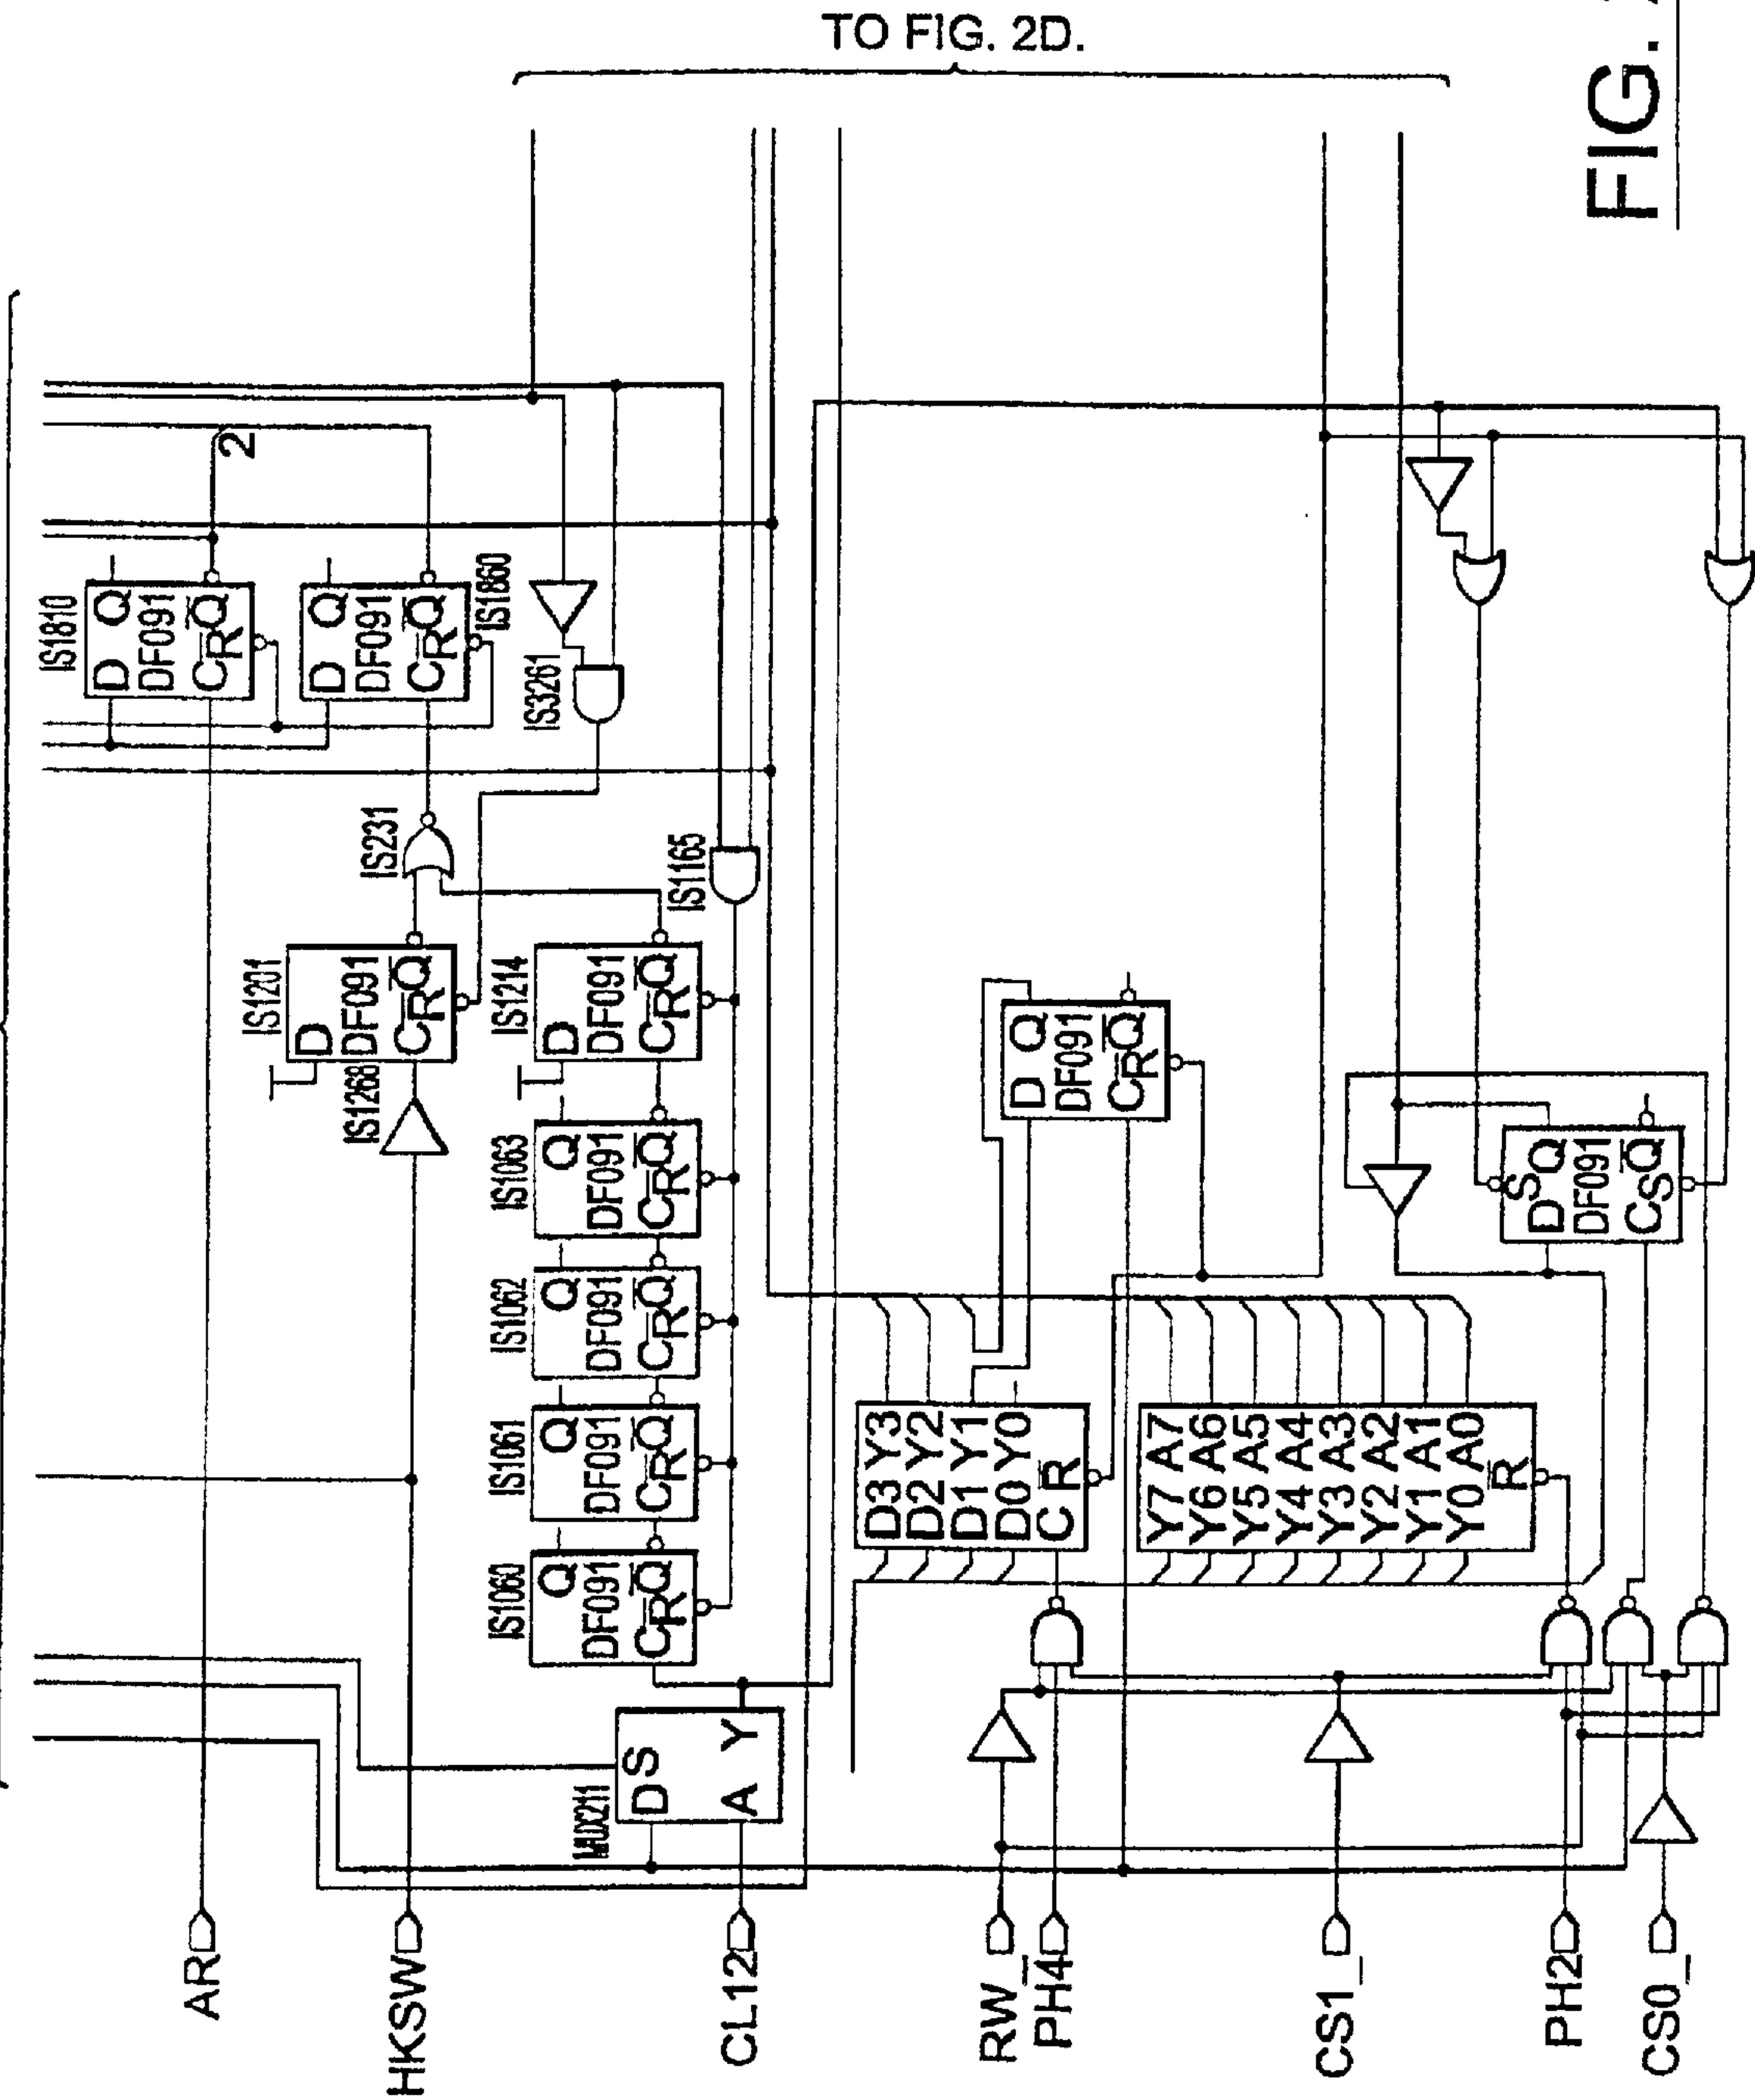 TO FIG. 2D.
FIG.
2
IS1810
D Q
DF091
C R Q
D Q
DF091
C R Q
IS1860
IS3261
IS231
IS1165
IS1201
D
DF091
C R Q
IS1268
IS1214
D
DF091
C R Q
IS1063
Q
DF091
C R Q
IS1062
Q
DF091
C R Q
IS1061
Q
DF091
C R Q
IS1060
Q
DF091
C R Q
MUX211
D S
A Y
D Q
DF091
C R Q
S
D Q
DF091
C S Q
D3 Y3
D2 Y2
D1 Y1
D0 Y0
C R
Y7 A7
Y6 A6
Y5 A5
Y4 A4
Y3 A3
Y2 A2
Y1 A1
Y0 A0
R
AR
HKSW
CL12
RW_
PH4
CS1_
PH2
CS0_